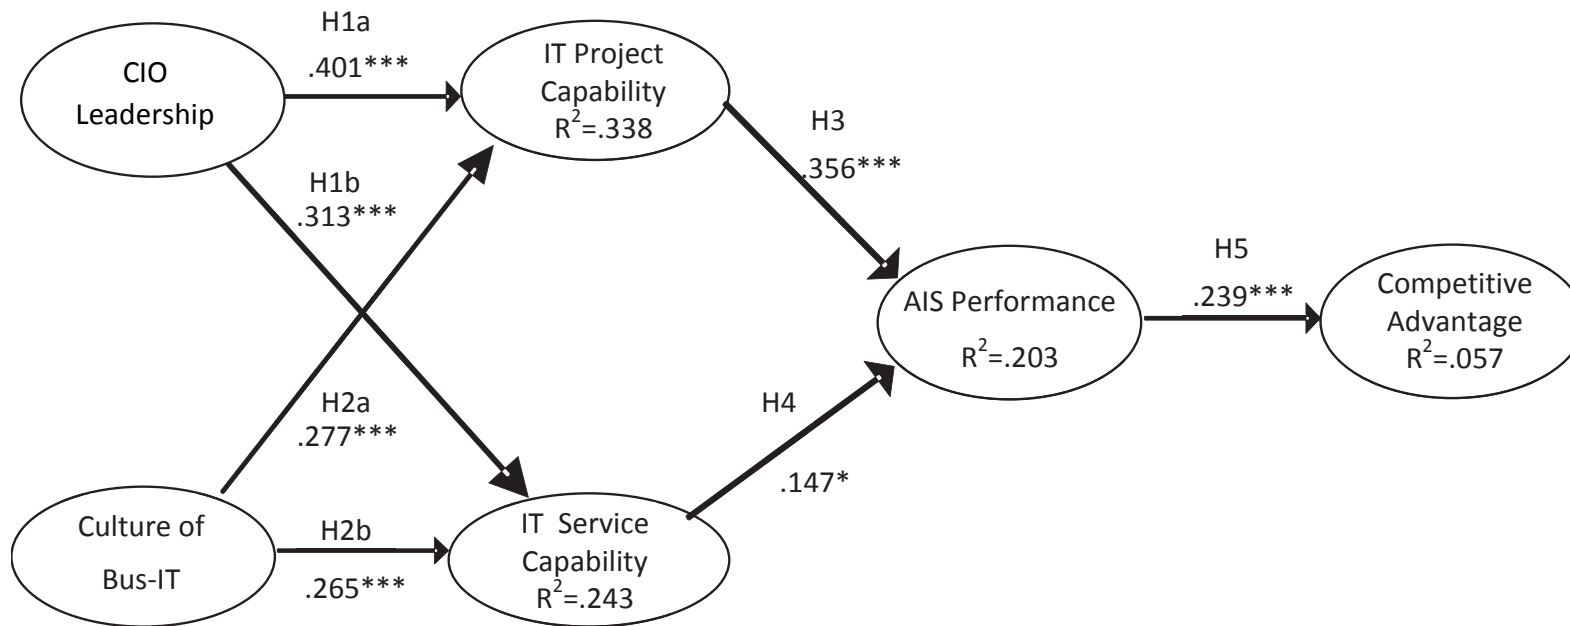 H1a
.401***
CIO
Leadership
IT Project
Capability
R²=.338
H1b
.313***
H3
.356***
H2a
.277***
Culture of
Bus-IT
H2b
.265***
IT Service
Capability
R²=.243
H4
.147*
AIS Performance
R²=.203
H5
.239***
Competitive
Advantage
R²=.057